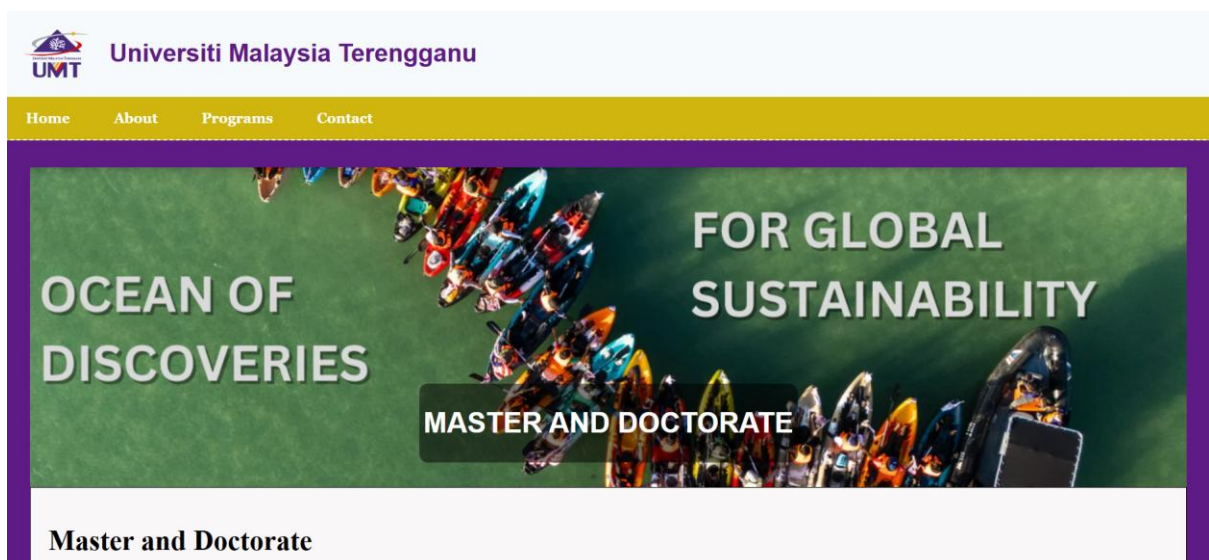 UMT
Universiti Malaysia Terengganu
Home About Programs Contact
OCEAN OF
DISCOVERIES
FOR GLOBAL
SUSTAINABILITY
MASTER AND DOCTORATE
Master and Doctorate